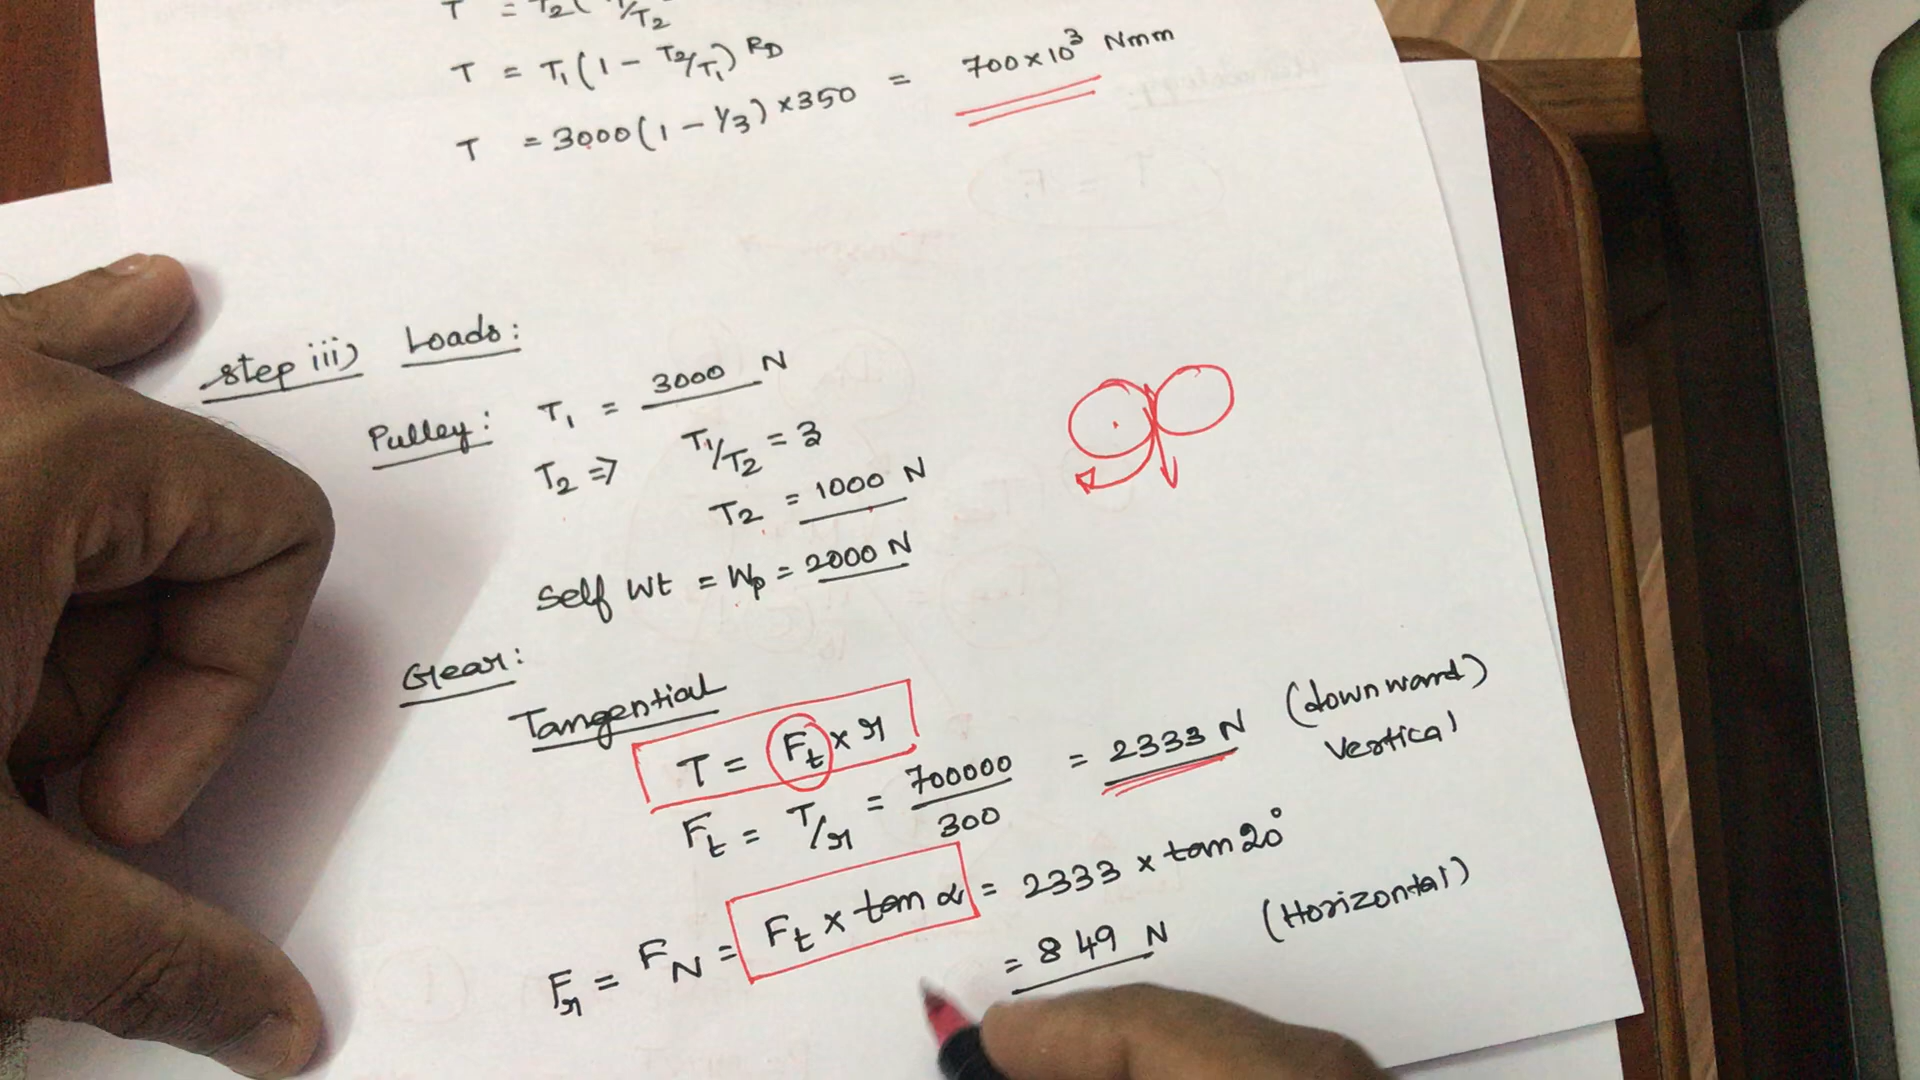 T = T2(
T = T1(1 - T2/T1) RD
T = 3000(1 - 1/3) × 350 = 700 × 10³ Nmm
Step iii) Loads:
Pulley: T1 = 3000 N
T2 ⇒ T1/T2 = 3
T2 = 1000 N
Self Wt = Wp = 2000 N
Gear:
Tangential
T = Ft × r
Ft = T/r = 700000/300 = 2333 N (downward) Vertical
Fr = FN = Ft × tan α = 2333 × tan 20°
= 849 N (Horizontal)